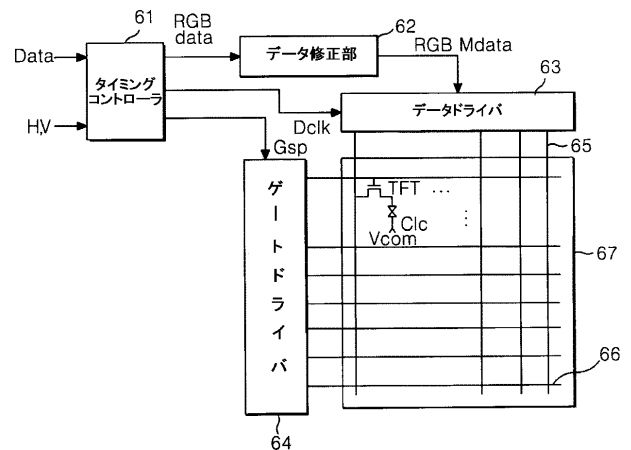 61
RGB
data
62
Data
データ修正部
RGB Mdata
タイミング
コントローラ
63
データドライバ
H,V
Dclk
Gsp
65
ゲートドライバ
TFT ...
Clc
Vcom
67
66
64